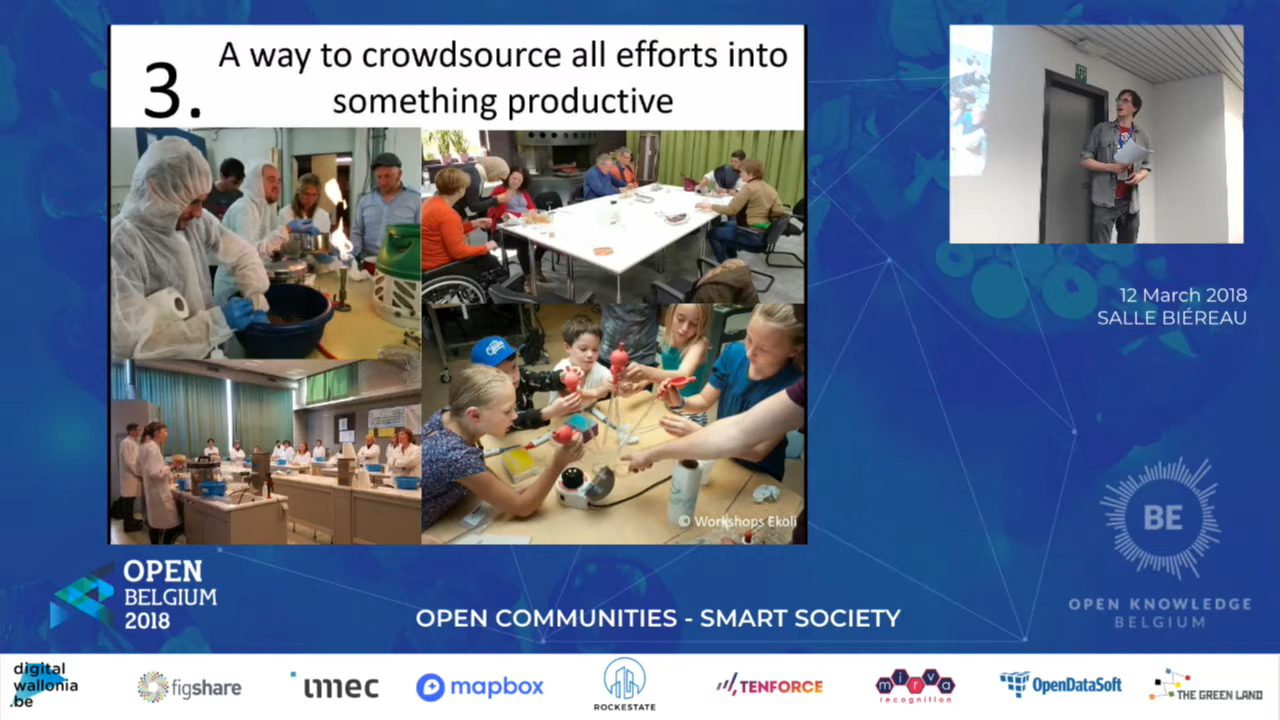 3.
A way to crowdsource all efforts into
something productive
© Workshops Ekoli
12 March 2018
SALLE BIÉREAU
BE
OPEN KNOWLEDGE
BELGIUM
OPEN
BELGIUM
2018
OPEN COMMUNITIES - SMART SOCIETY
digital
wallonia
.be
figshare
imec
mapbox
ROCKESTATE
TENFORCE
mirva
recognition
OpenDataSoft
THE GREEN LAND